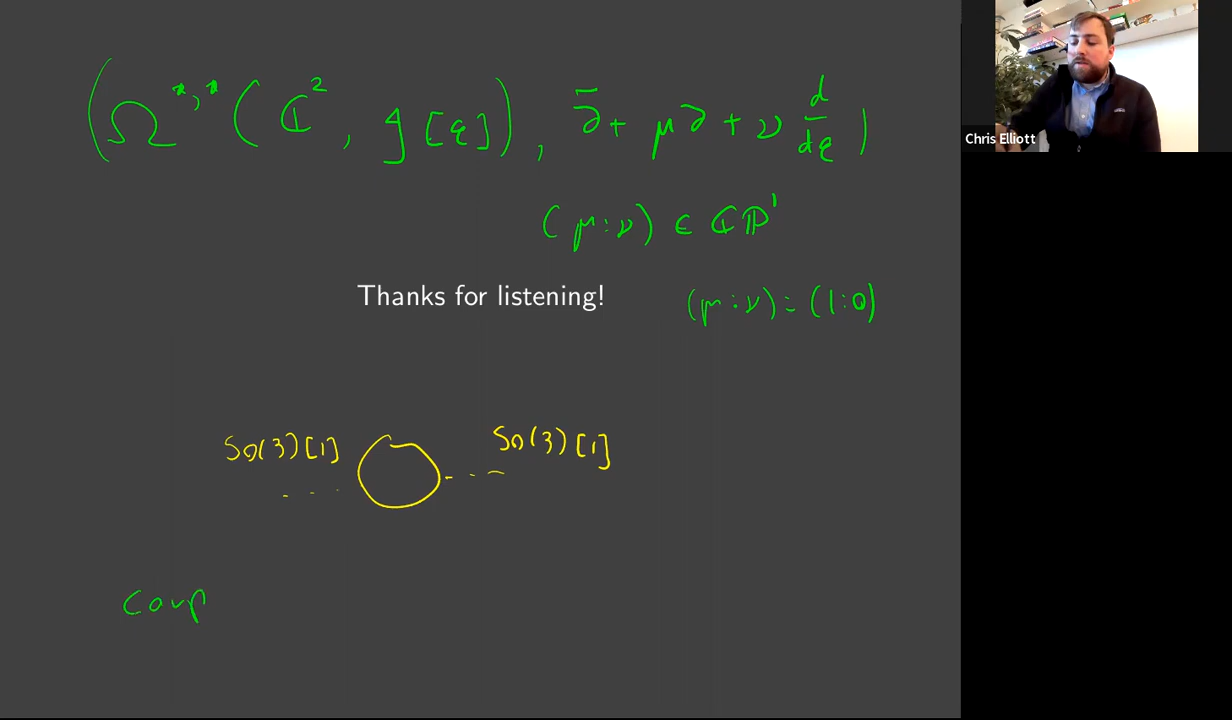 (Ω^{*,*}(ℂ², 𝔤[ε]), ∂̄ + μ∂ + ν d/dε)
(μ:ν) ∈ ℂℙ¹
Thanks for listening!
(μ:ν) = (1:0)
so(3)[1] so(3)[1]
Coup
Chris Elliott